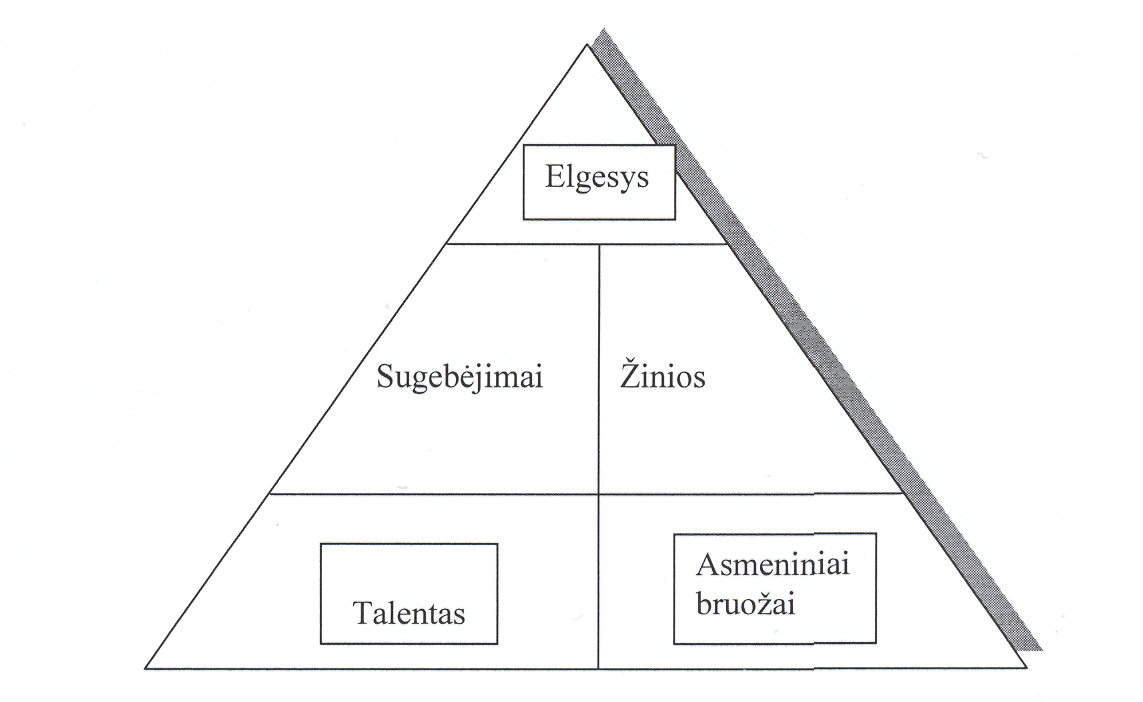 Elgesys
Sugebėjimai
Žinios
Talentas
Asmeniniai
bruožai